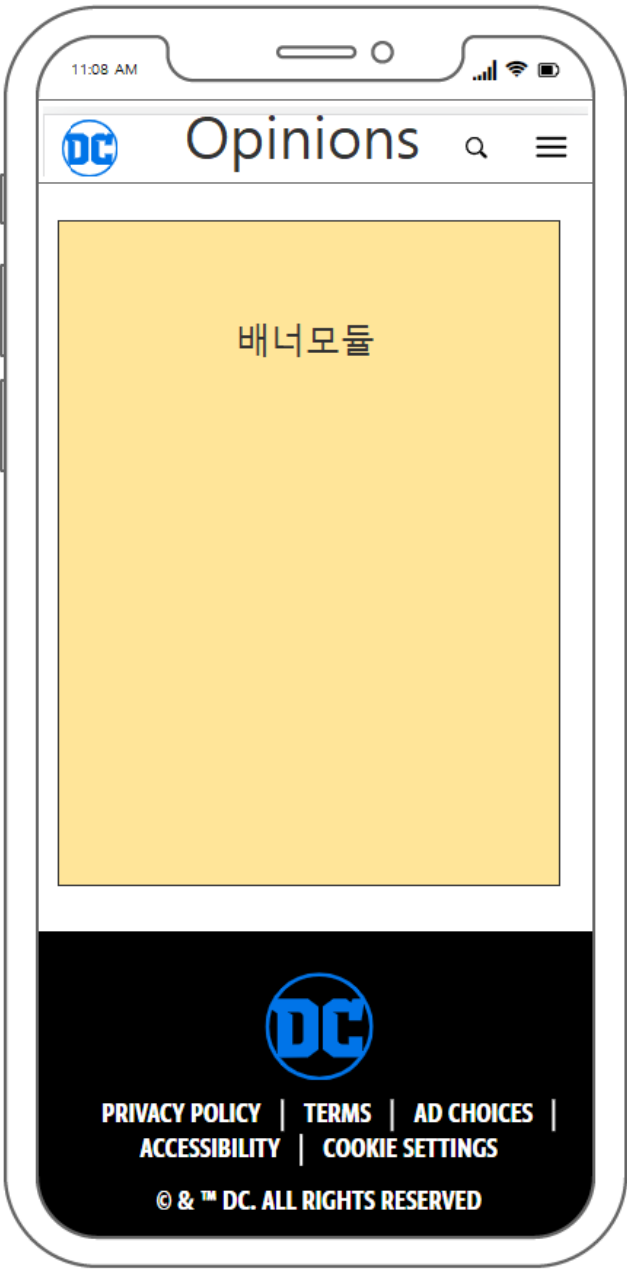 11:08 AM
DC Opinions
배너모듈
DC
PRIVACY POLICY | TERMS | AD CHOICES |
ACCESSIBILITY | COOKIE SETTINGS
© & ™ DC. ALL RIGHTS RESERVED